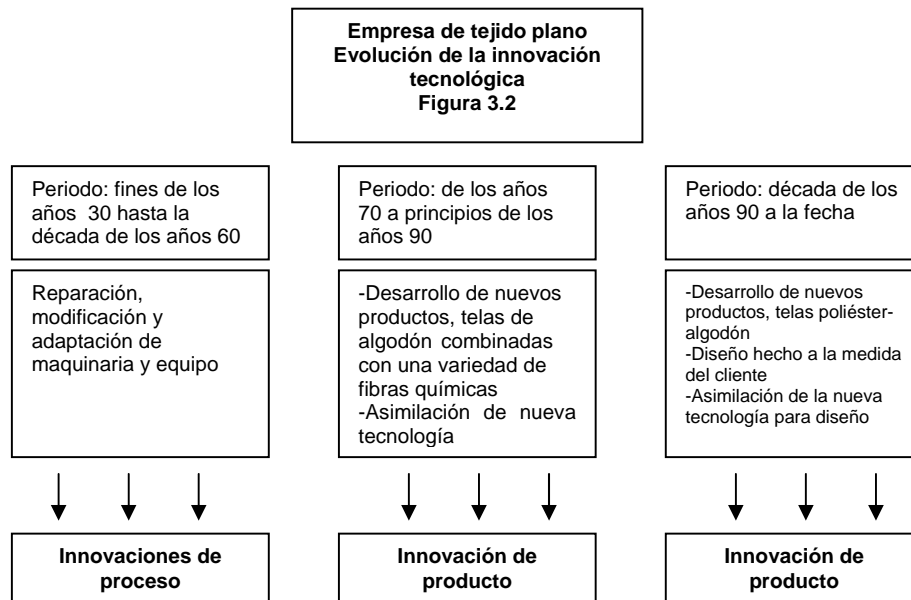 Empresa de tejido plano
Evolución de la innovación
tecnológica
Figura 3.2
Periodo: fines de los
años 30 hasta la
década de los años 60
Reparación,
modificación y
adaptación de
maquinaria y equipo
Innovaciones de
proceso
Periodo: de los años
70 a principios de los
años 90
-Desarrollo de nuevos
productos, telas de
algodón combinadas
con una variedad de
fibras químicas
-Asimilación de nueva
tecnología
Innovación de
producto
Periodo: década de los
años 90 a la fecha
-Desarrollo de nuevos
productos, telas poliéster-
algodón
-Diseño hecho a la medida
del cliente
-Asimilación de la nueva
tecnología para diseño
Innovación de
producto